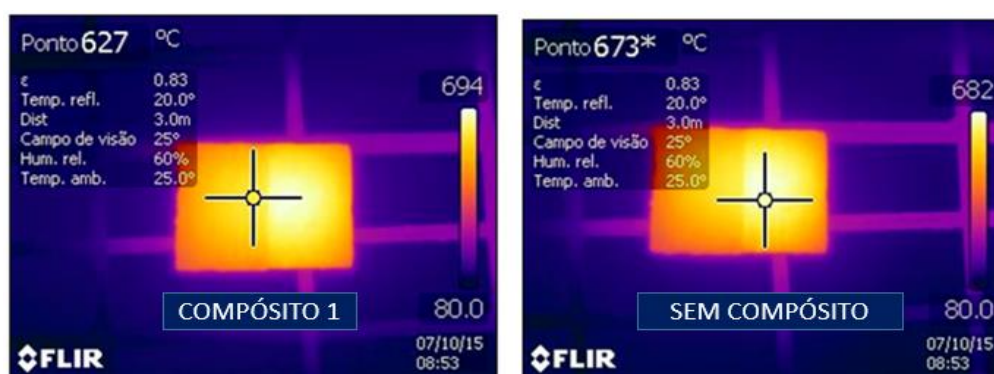 Ponto 627 °C
ε 0.83
Temp. refl. 20.0°
Dist 3.0m
Campo de visão 25°
Hum. rel. 60%
Temp. amb. 25.0°
694
COMPÓSITO 1
80.0
FLIR
07/10/15
08:53
Ponto 673* °C
ε 0.83
Temp. refl. 20.0°
Dist 3.0m
Campo de visão 25°
Hum. rel. 60%
Temp. amb. 25.0°
682
SEM COMPÓSITO
80.0
FLIR
07/10/15
08:53